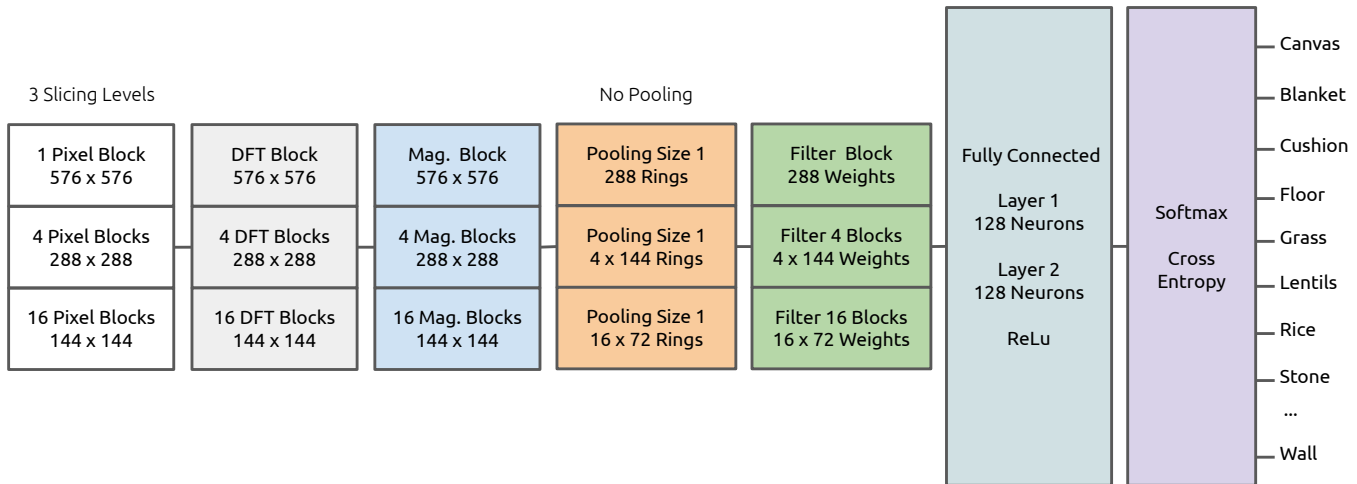 3 Slicing Levels
No Pooling
1 Pixel Block
576 x 576
4 Pixel Blocks
288 x 288
16 Pixel Blocks
144 x 144
DFT Block
576 x 576
4 DFT Blocks
288 x 288
16 DFT Blocks
144 x 144
Mag. Block
576 x 576
4 Mag. Blocks
288 x 288
16 Mag. Blocks
144 x 144
Pooling Size 1
288 Rings
Pooling Size 1
4 x 144 Rings
Pooling Size 1
16 x 72 Rings
Filter Block
288 Weights
Filter 4 Blocks
4 x 144 Weights
Filter 16 Blocks
16 x 72 Weights
Fully Connected
Layer 1
128 Neurons
Layer 2
128 Neurons
ReLu
Softmax
Cross
Entropy
Canvas
Blanket
Cushion
Floor
Grass
Lentils
Rice
Stone
...
Wall